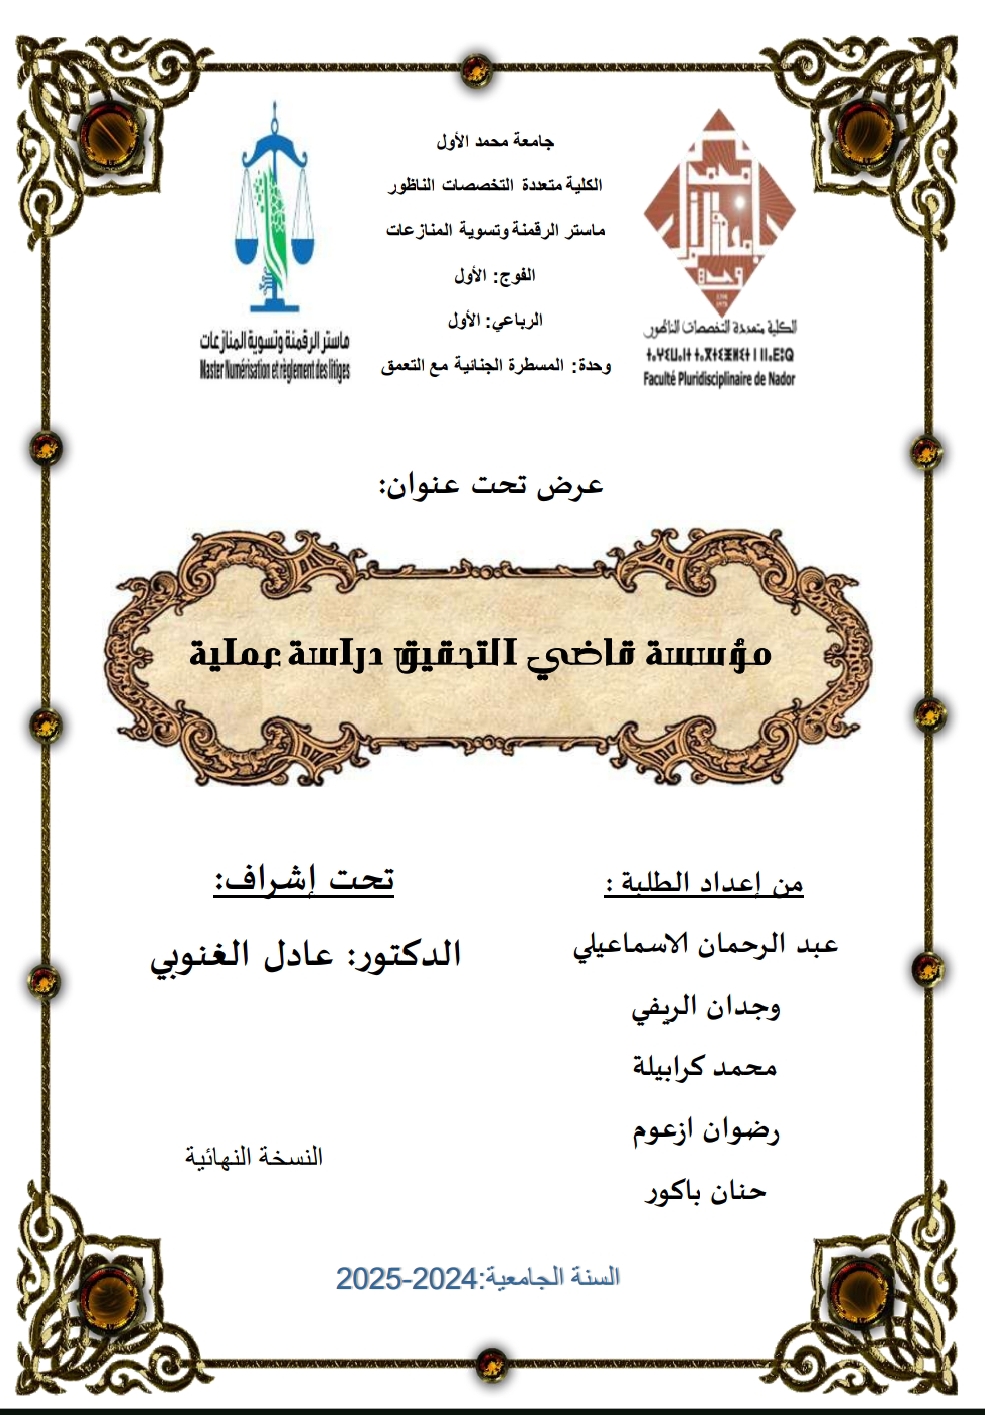 جامعة محمد الأول
الكلية متعددة التخصصات الناظور
ماستر الرقمنة وتسوية المنازعات
الفوج: الأول
الرباعي: الأول
وحدة: المسطرة الجنائية مع التعمق
الكلية متعددة التخصصات الناظور
Faculté Pluridisciplinaire de Nador
ماستر الرقمنة وتسوية المنازعات
Master Numérisation et règlement des litiges
عرض تحت عنوان:
مؤسسة قاضي التحقيق دراسة عملية
من إعداد الطلبة :
عبد الرحمان الاسماعيلي
وجدان الريفي
محمد كرابيلة
رضوان ازعوم
حنان باكور
تحت إشراف:
الدكتور: عادل الغنوبي
النسخة النهائية
السنة الجامعية:2024-2025